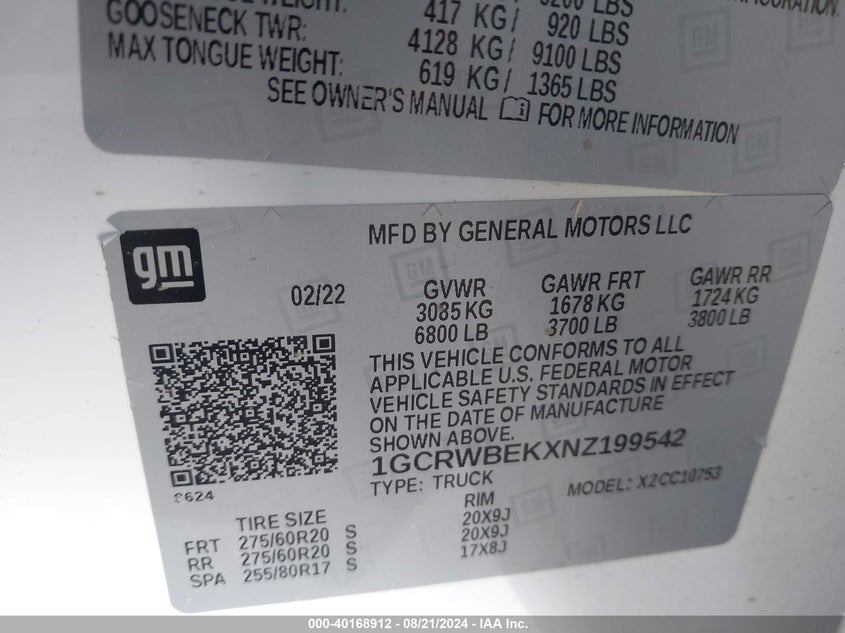 WEIGHT: 5200 LBS CONFIGURATION.
417 KG/ 920 LBS
GOOSENECK TWR: 4128 KG/ 9100 LBS
MAX TONGUE WEIGHT: 619 KG/ 1365 LBS
SEE OWNER'S MANUAL FOR MORE INFORMATION
gm
MFD BY GENERAL MOTORS LLC
02/22 GVWR GAWR FRT GAWR RR
3085 KG 1678 KG 1724 KG
6800 LB 3700 LB 3800 LB
THIS VEHICLE CONFORMS TO ALL
APPLICABLE U.S. FEDERAL MOTOR
VEHICLE SAFETY STANDARDS IN EFFECT
ON THE DATE OF MANUFACTURE
SHOWN ABOVE.
1GCRWBEKXNZ199542
TYPE: TRUCK MODEL: X2CC10753
8624
TIRE SIZE RIM
FRT 275/60R20 S 20X9J
RR 275/60R20 S 20X9J
SPA 255/80R17 S 17X8J
000-40168912 - 08/21/2024 - IAA Inc.